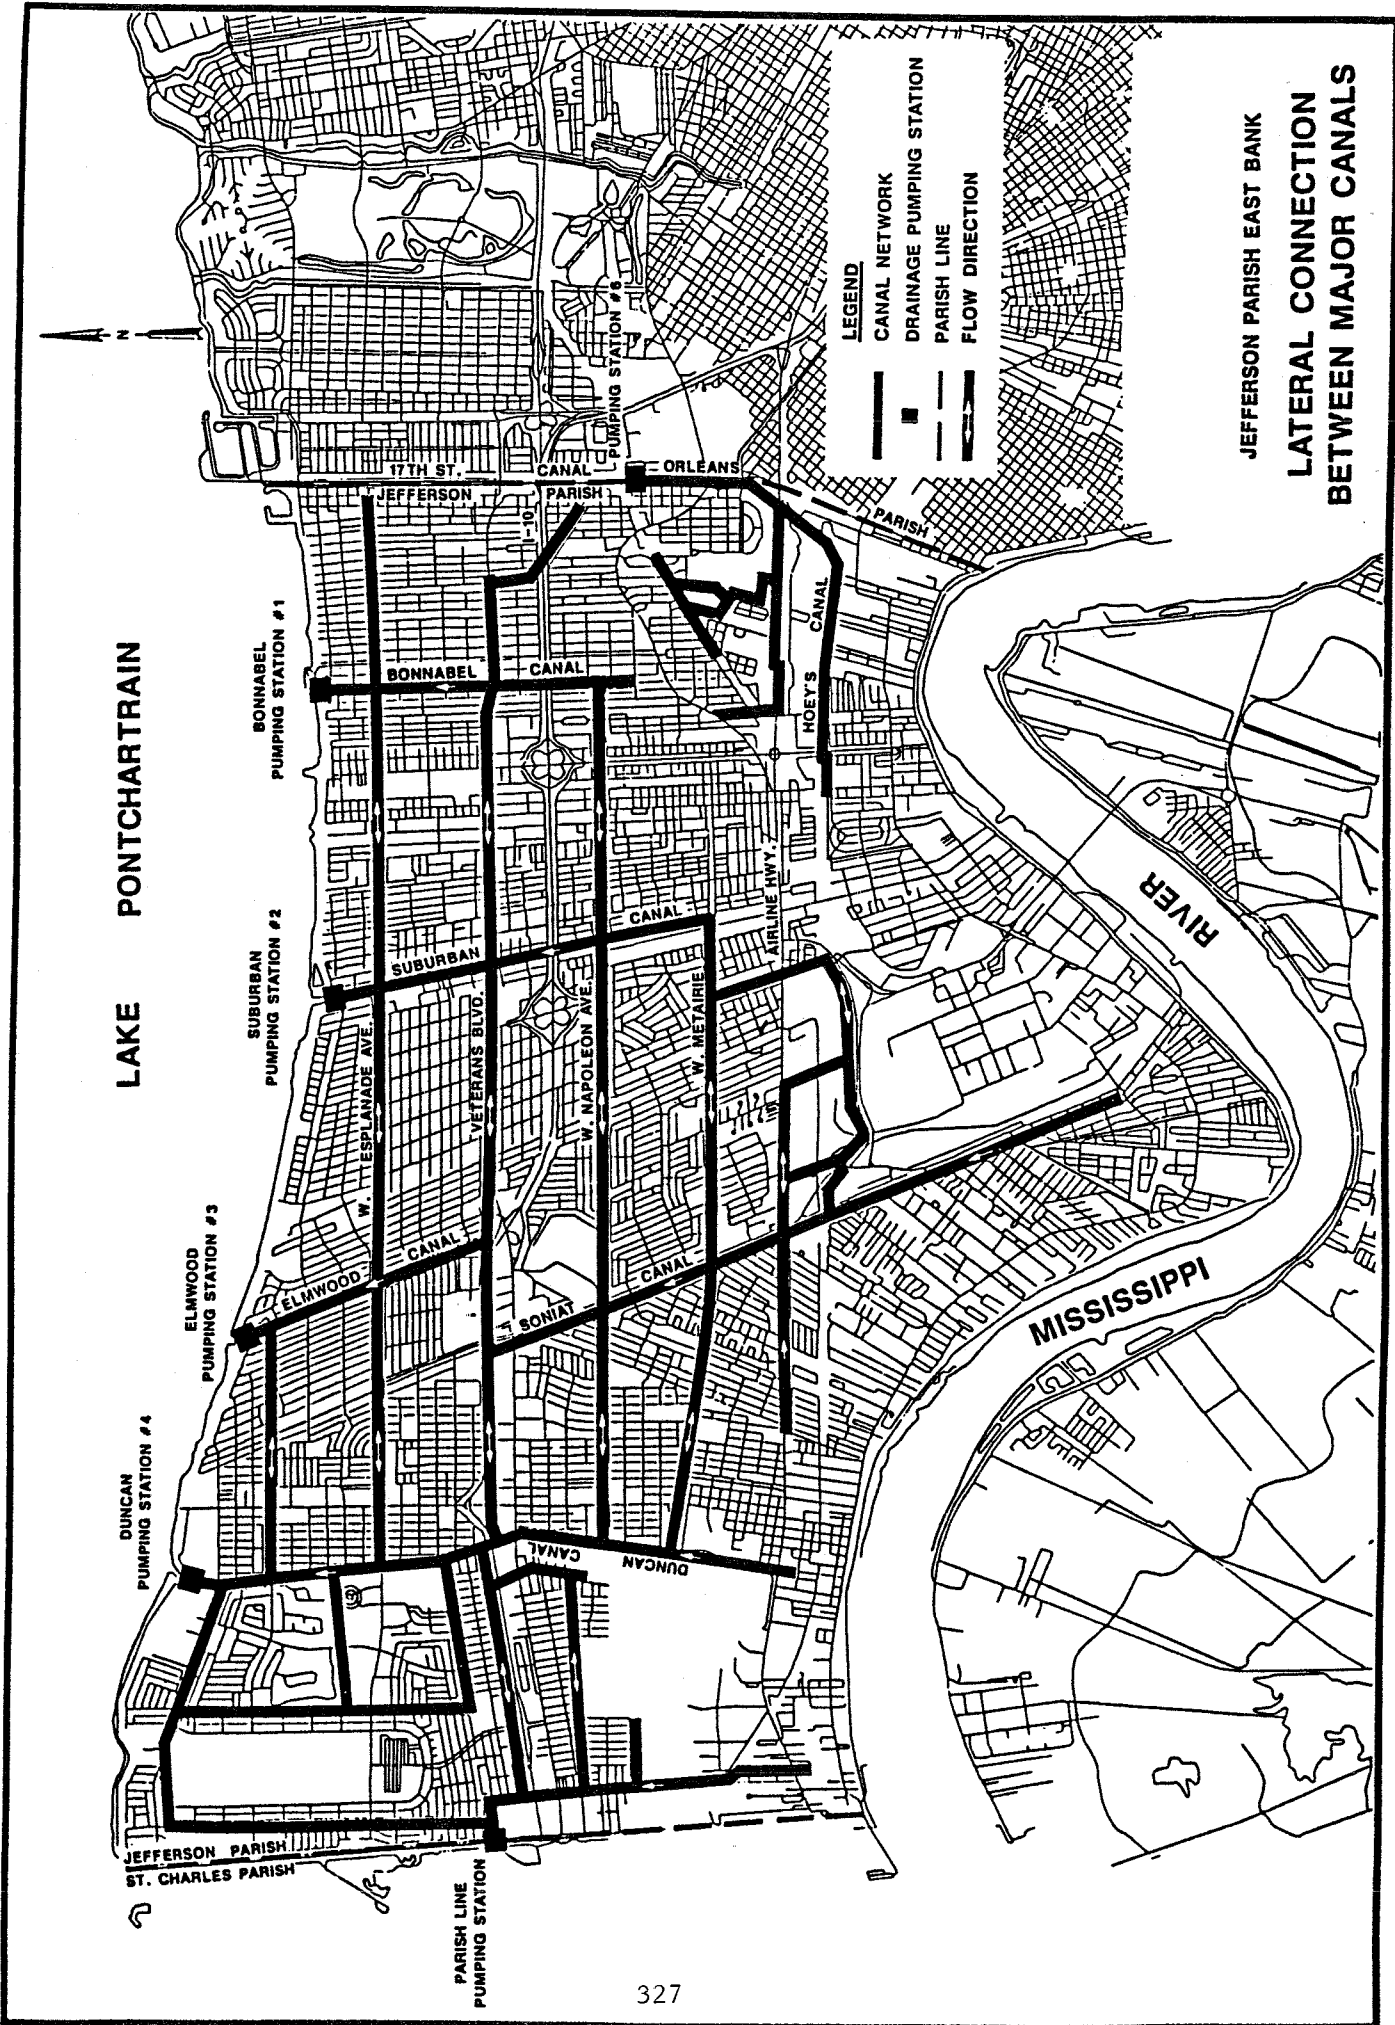 LAKE PONTCHARTRAIN
DUNCAN
PUMPING STATION #4
ELMWOOD
PUMPING STATION #3
SUBURBAN
PUMPING STATION #2
BONNABEL
PUMPING STATION #1
N
JEFFERSON PARISH
ST. CHARLES PARISH
PARISH LINE
PUMPING STATION
ELMWOOD CANAL
W. ESPLANADE AVE.
SUBURBAN CANAL
VETERANS BLVD.
W. NAPOLEON AVE.
W. METAIRIE
AIRLINE HWY.
SONIAT CANAL
DUNCAN CANAL
BONNABEL CANAL
I-10
17TH ST. CANAL
JEFFERSON PARISH
ORLEANS
PARISH
PUMPING STATION #6
HOEY'S CANAL
MISSISSIPPI RIVER
LEGEND
CANAL NETWORK
DRAINAGE PUMPING STATION
PARISH LINE
FLOW DIRECTION
JEFFERSON PARISH EAST BANK
LATERAL CONNECTION
BETWEEN MAJOR CANALS
327